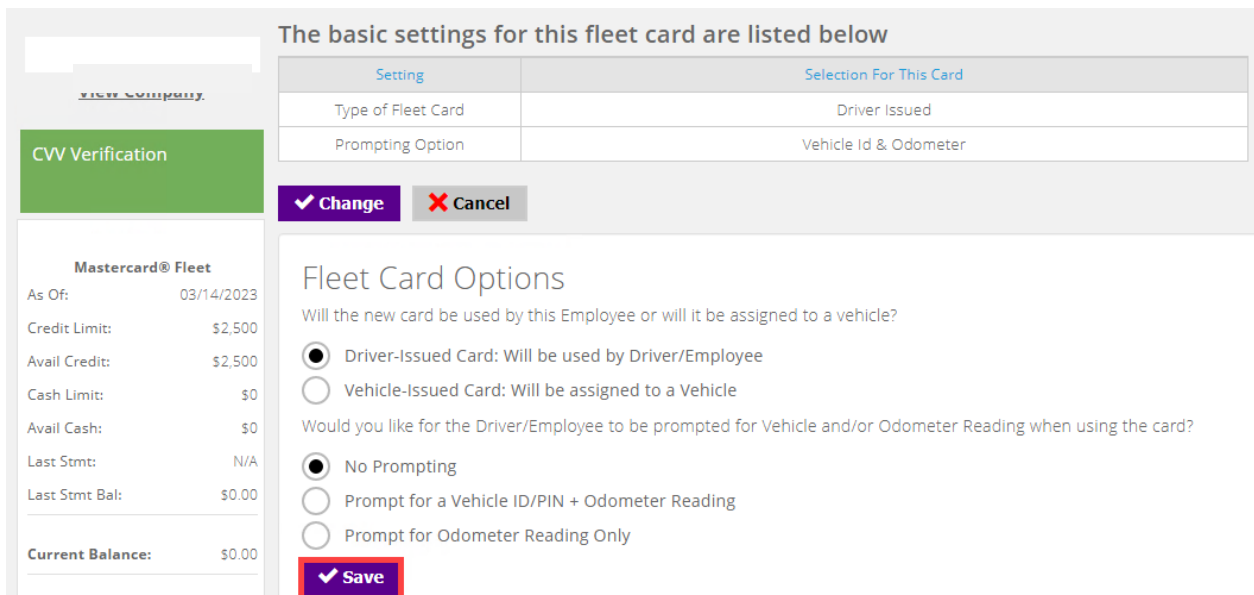 The basic settings for this fleet card are listed below
Setting Selection For This Card
Type of Fleet Card Driver Issued
Prompting Option Vehicle Id & Odometer
Change Cancel
View Company
CVV Verification
Mastercard® Fleet
As Of: 03/14/2023
Credit Limit: $2,500
Avail Credit: $2,500
Cash Limit: $0
Avail Cash: $0
Last Stmt: N/A
Last Stmt Bal: $0.00
Current Balance: $0.00
Fleet Card Options
Will the new card be used by this Employee or will it be assigned to a vehicle?
Driver-Issued Card: Will be used by Driver/Employee
Vehicle-Issued Card: Will be assigned to a Vehicle
Would you like for the Driver/Employee to be prompted for Vehicle and/or Odometer Reading when using the card?
No Prompting
Prompt for a Vehicle ID/PIN + Odometer Reading
Prompt for Odometer Reading Only
Save